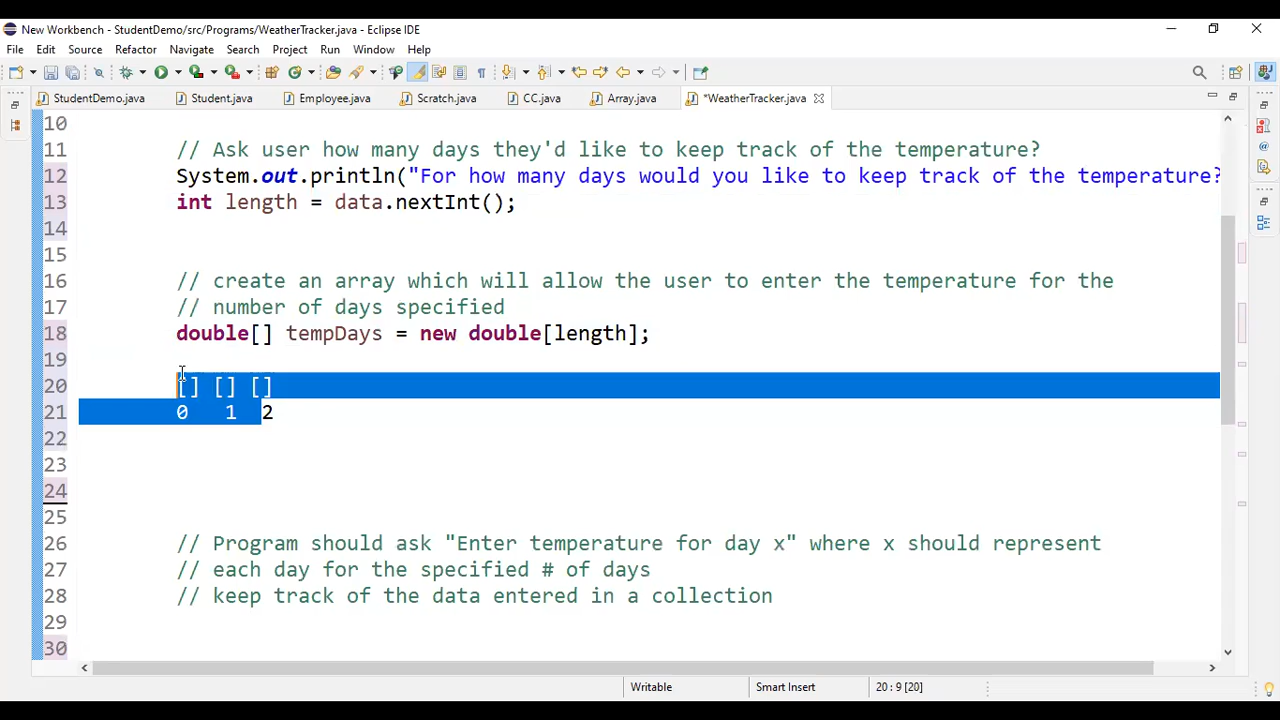 New Workbench - StudentDemo/src/Programs/WeatherTracker.java - Eclipse IDE
File Edit Source Refactor Navigate Search Project Run Window Help
StudentDemo.java Student.java Employee.java Scratch.java CC.java Array.java *WeatherTracker.java
10
11 // Ask user how many days they'd like to keep track of the temperature?
12 System.out.println("For how many days would you like to keep track of the temperature?
13 int length = data.nextInt();
14
15
16 // create an array which will allow the user to enter the temperature for the
17 // number of days specified
18 double[] tempDays = new double[length];
19
20 [] [] []
21 0 1 2
22
23
24
25
26 // Program should ask "Enter temperature for day x" where x should represent
27 // each day for the specified # of days
28 // keep track of the data entered in a collection
29
30
Writable Smart Insert 20 : 9 [20]